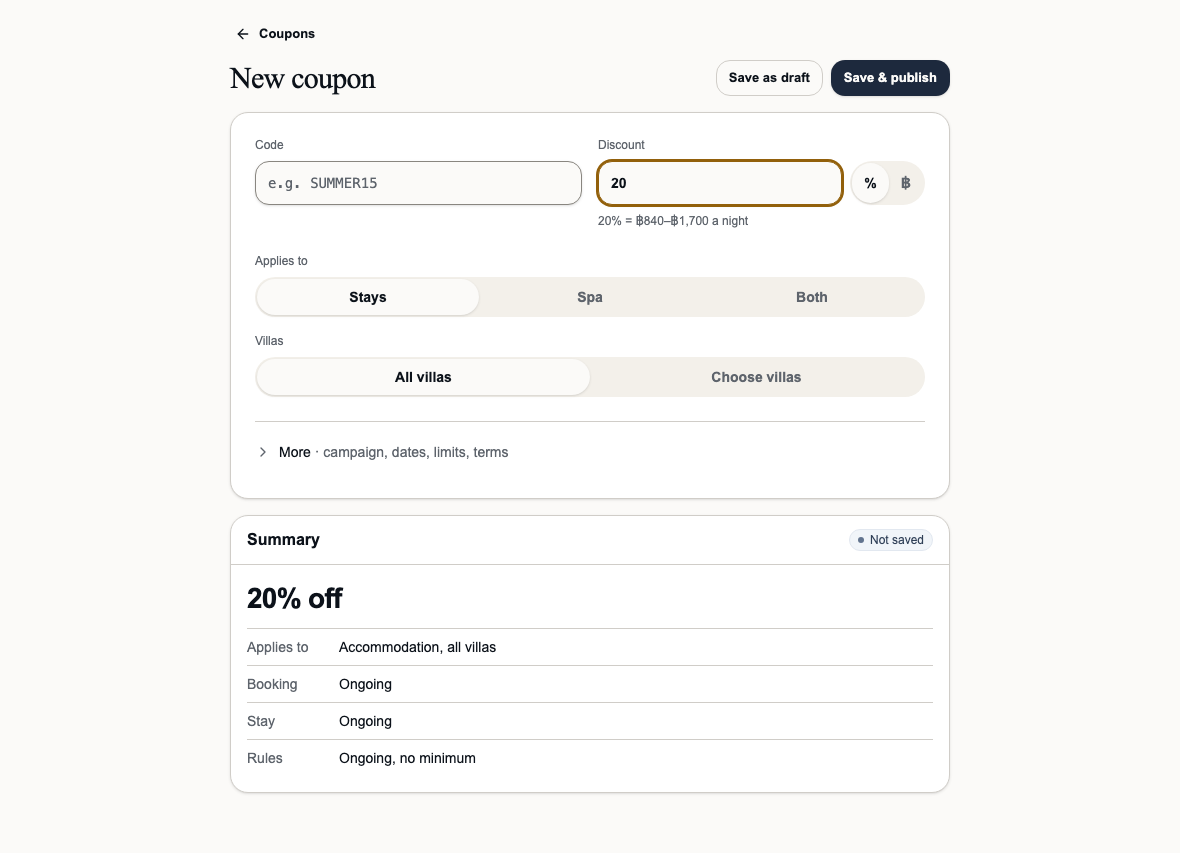 Coupons
New coupon
Save as draft
Save & publish
Code
Discount
e.g. SUMMER15
20
%
฿
20% = ฿840–฿1,700 a night
Applies to
Stays
Spa
Both
Villas
All villas
Choose villas
More · campaign, dates, limits, terms
Summary
Not saved
20% off
Applies to Accommodation, all villas
Booking Ongoing
Stay Ongoing
Rules Ongoing, no minimum